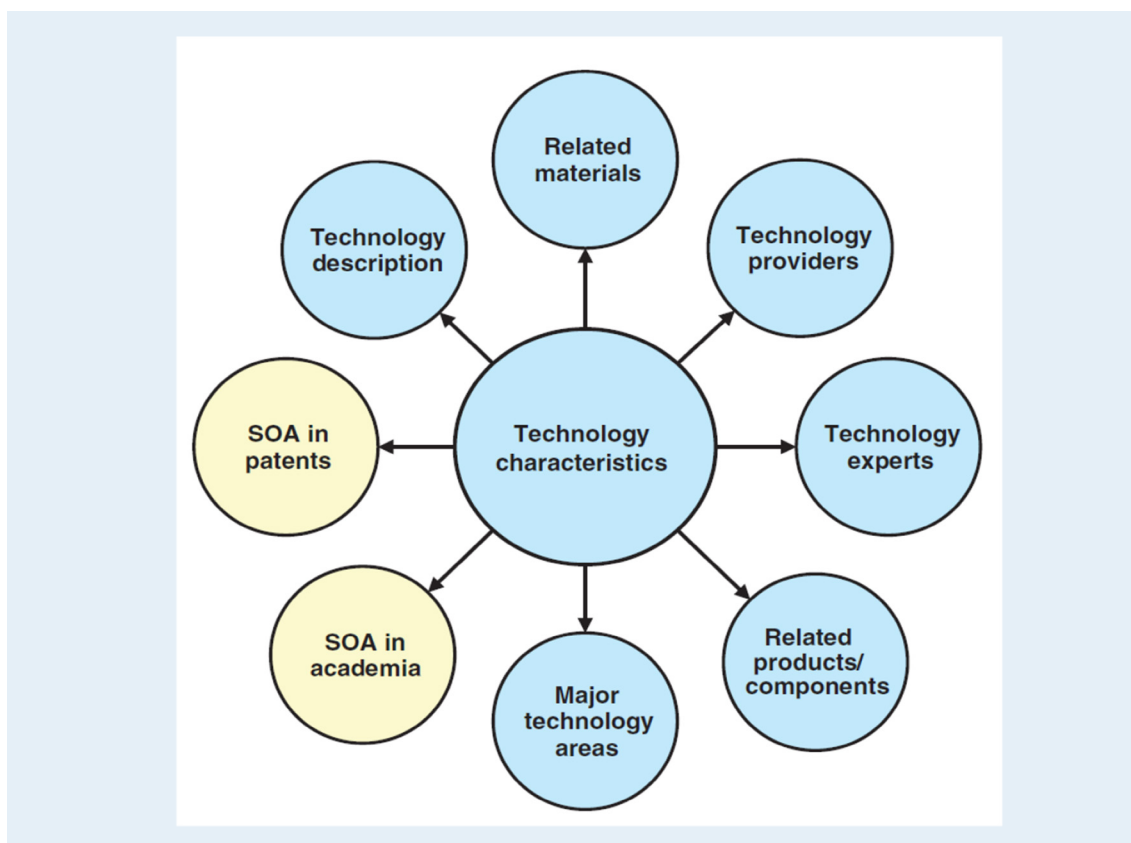 Related
materials
Technology
description
Technology
providers
SOA in
patents
Technology
characteristics
Technology
experts
SOA in
academia
Major
technology
areas
Related
products/
components